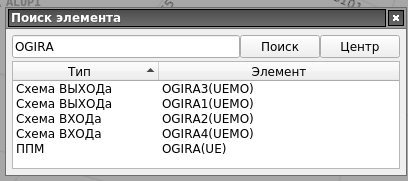 Поиск элемента
OGIRA Поиск Центр
Тип Элемент
Схема ВЫХОДа OGIRA3(UEMO)
Схема ВЫХОДа OGIRA1(UEMO)
Схема ВХОДа OGIRA2(UEMO)
Схема ВХОДа OGIRA4(UEMO)
ППМ OGIRA(UE)